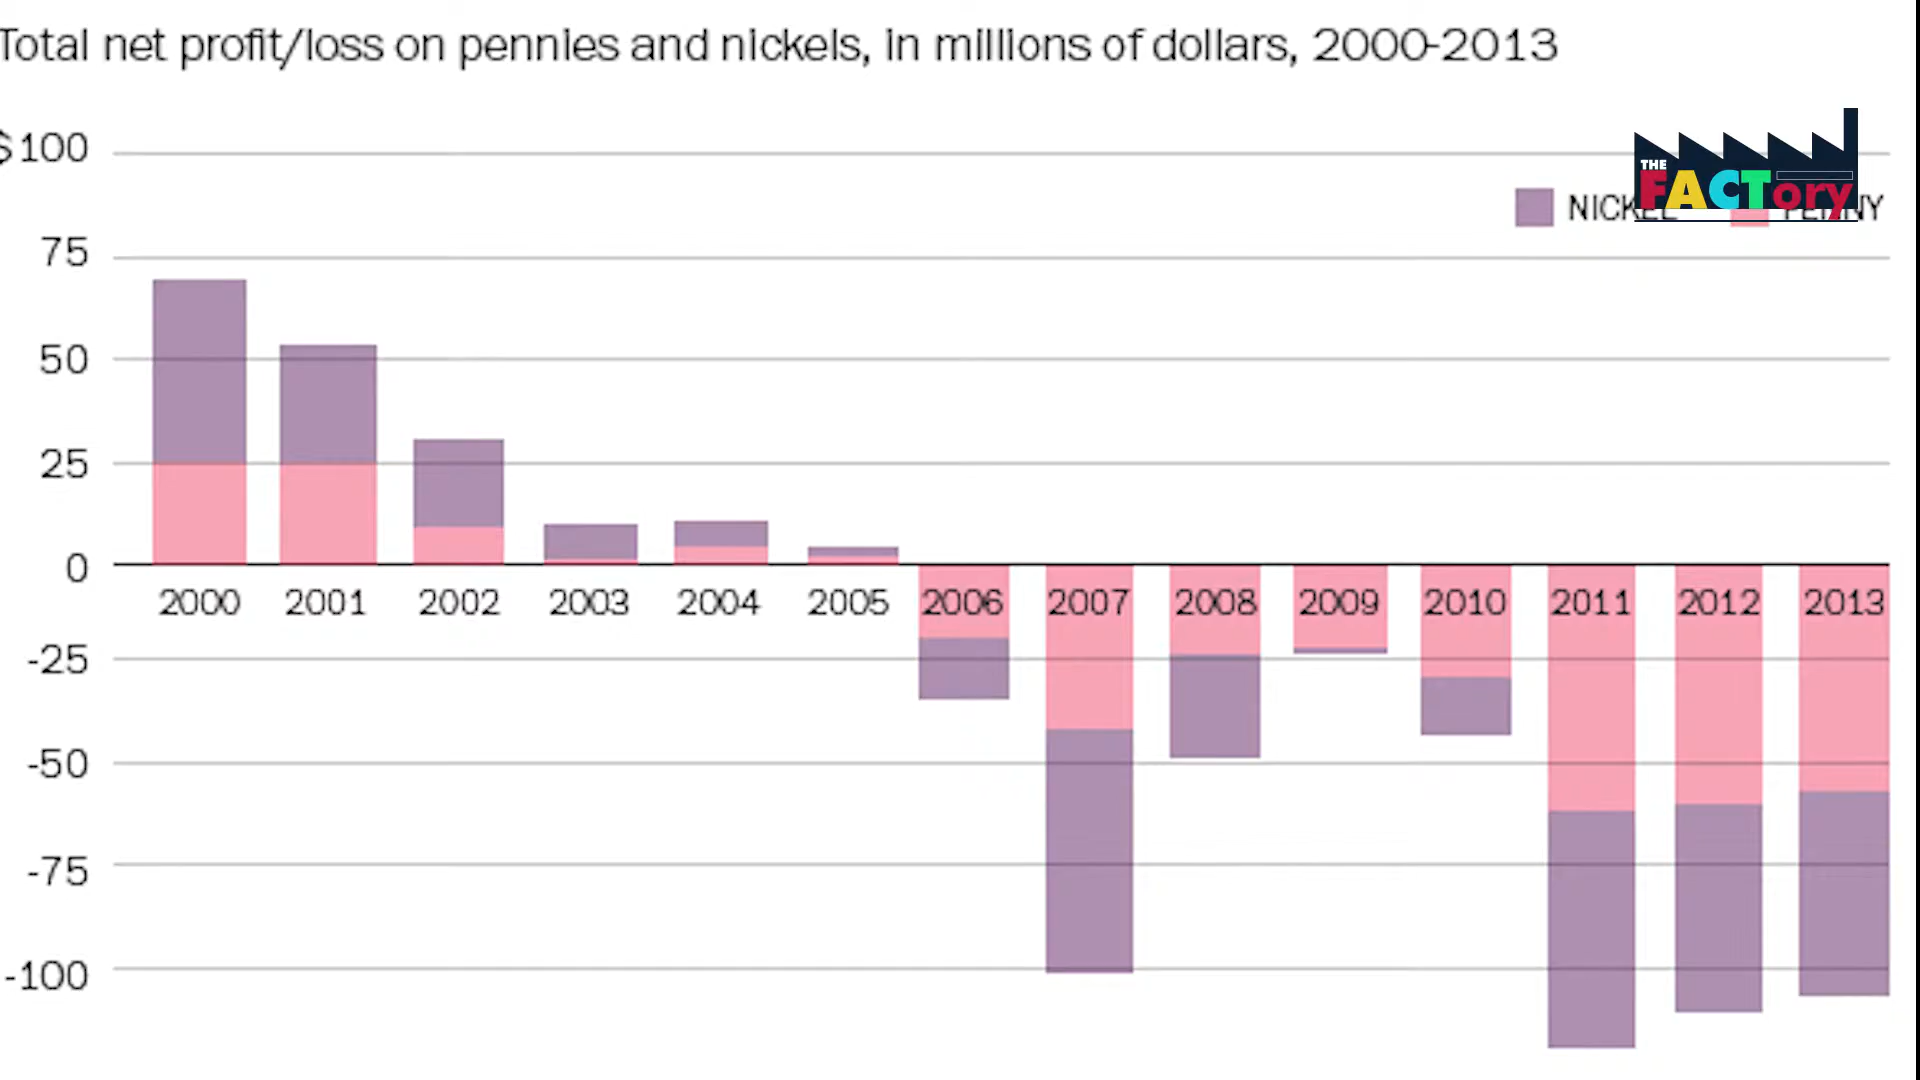 Total net profit/loss on pennies and nickels, in millions of dollars, 2000-2013
$100
THE
FACTory
NICKEL
75
50
25
0
2000 2001 2002 2003 2004 2005 2006 2007 2008 2009 2010 2011 2012 2013
-25
-50
-75
-100